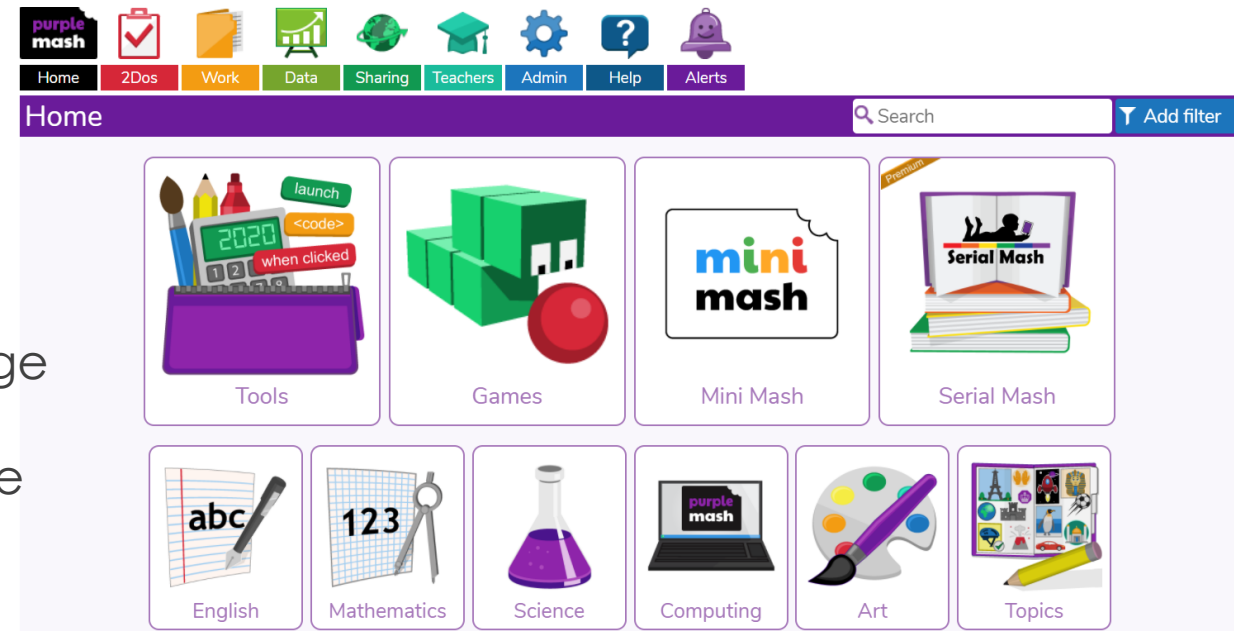 purple
mash
Home
2Dos
Work
Data
Sharing
Teachers
Admin
?
Help
Alerts
Home
Search
Add filter
launch
<code>
when clicked
2020
1 2
Tools
Games
mini
mash
Mini Mash
Premium
Serial Mash
Serial Mash
ge
e
abc
English
123
Mathematics
Science
purple
mash
Computing
Art
Topics